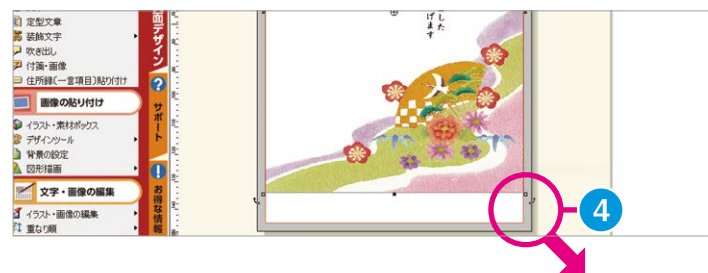 定型文章
装飾文字
吹き出し
付箋・画像
住所録(一言項目)貼り付け
画像の貼り付け
イラスト・素材ボックス
デザインツール
背景の設定
図形描画
文字・画像の編集
イラスト・画像の編集
重なり順
面デザイン
サポート
お得な情報
した
げます
4